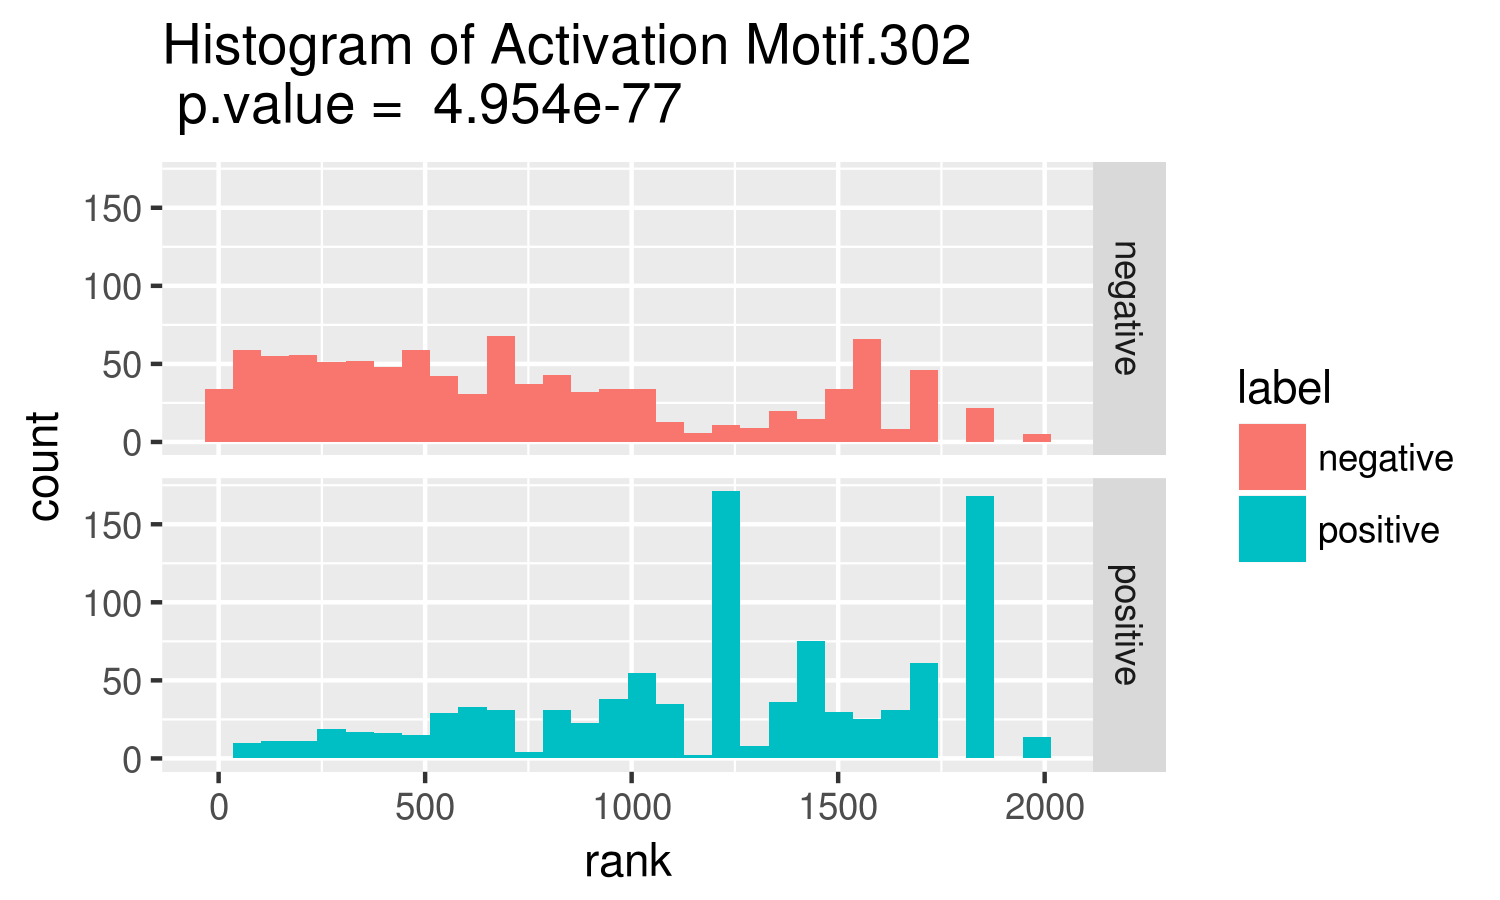 Histogram of Activation Motif.302
p.value =  4.954e-77
count
150
100
50
0
negative
150
100
50
0
positive
0 500 1000 1500 2000
rank
label
negative
positive